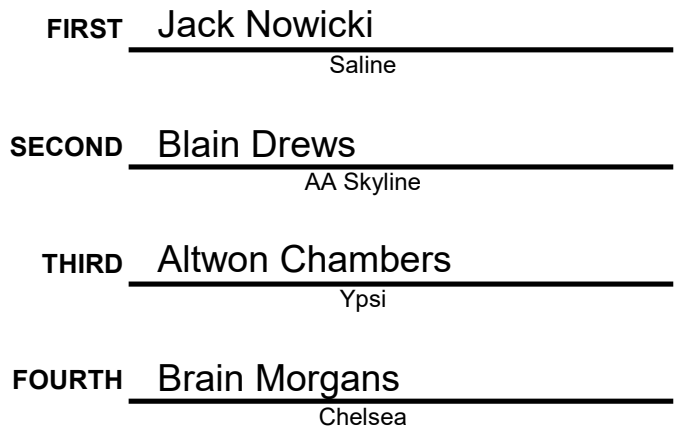 FIRST Jack Nowicki
Saline
SECOND Blain Drews
AA Skyline
THIRD Altwon Chambers
Ypsi
FOURTH Brain Morgans
Chelsea